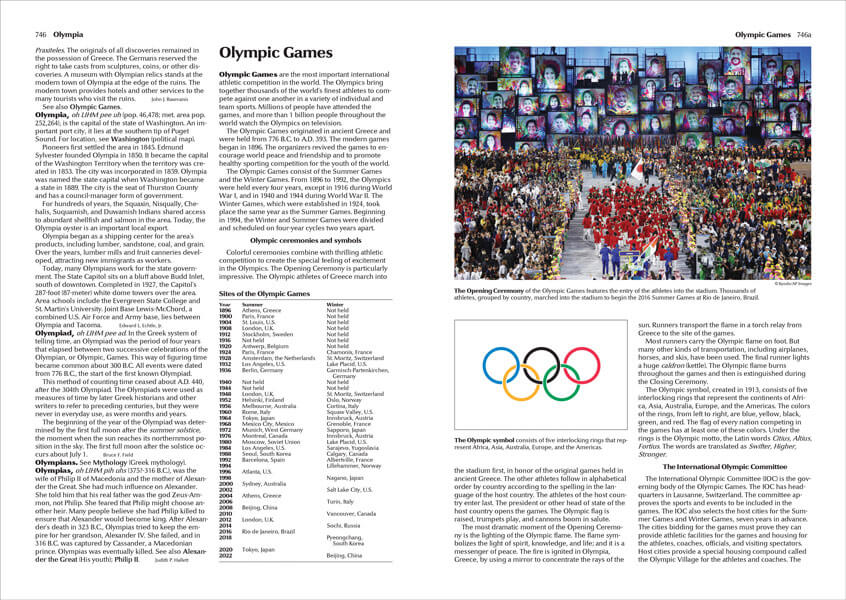 746 Olympia
Praxiteles. The originals of all discoveries remained in
the possession of Greece. The Germans reserved the
right to take casts from sculptures, coins, or other dis-
coveries. A museum with Olympian relics stands at the
modern town of Olympia at the edge of the ruins. The
modern town provides hotels and other services to the
many tourists who visit the ruins. John J. Baxevanis
See also Olympic Games.
Olympia, oh LIHM pee uh (pop. 46,478; met. area pop.
252,264), is the capital of the state of Washington. An im-
portant port city, it lies at the southern tip of Puget
Sound. For location, see Washington (political map).
Pioneers first settled the area in 1845. Edmund
Sylvester founded Olympia in 1850. It became the capital
of the Washington Territory when the territory was cre-
ated in 1853. The city was incorporated in 1859. Olympia
was named the state capital when Washington became
a state in 1889. The city is the seat of Thurston County
and has a council-manager form of government.
For hundreds of years, the Squaxin, Nisqually, Che-
halis, Suquamish, and Duwamish Indians shared access
to abundant shellfish and salmon in the area. Today, the
Olympia oyster is an important local export.
Olympia began as a shipping center for the area's
products, including lumber, sandstone, coal, and grain.
Over the years, lumber mills and fruit canneries devel-
oped, attracting new immigrants as workers.
Today, many Olympians work for the state govern-
ment. The State Capitol sits on a bluff above Budd Inlet,
south of downtown. Completed in 1927, the Capitol's
287-foot (87-meter) white dome towers over the area.
Area schools include the Evergreen State College and
St. Martin's University. Joint Base Lewis-McChord, a
combined U.S. Air Force and Army base, lies between
Olympia and Tacoma. Edward L. Echtle, Jr.
Olympiad, oh LIHM pee ad. In the Greek system of
telling time, an Olympiad was the period of four years
that elapsed between two successive celebrations of the
Olympian, or Olympic, Games. This way of figuring time
became common about 300 B.C. All events were dated
from 776 B.C., the start of the first known Olympiad.
This method of counting time ceased about A.D. 440,
after the 304th Olympiad. The Olympiads were used as
measures of time by later Greek historians and other
writers to refer to preceding centuries, but they were
never in everyday use, as were months and years.
The beginning of the year of the Olympiad was deter-
mined by the first full moon after the summer solstice,
the moment when the sun reaches its northernmost po-
sition in the sky. The first full moon after the solstice oc-
curs about July 1. Bruce F. Field
Olympians. See Mythology (Greek mythology).
Olympias, oh LIHM pih uhs (375?-316 B.C.), was the
wife of Philip II of Macedonia and the mother of Alexan-
der the Great. She had much influence on Alexander.
She told him that his real father was the god Zeus-Am-
mon, not Philip. She feared that Philip might choose an-
other heir. Many people believe she had Philip killed to
ensure that Alexander would become king. After Alexan-
der's death in 323 B.C., Olympias tried to keep the em-
pire for her grandson, Alexander IV. She failed, and in
316 B.C. was captured by Cassander, a Macedonian
prince. Olympias was eventually killed. See also Alexan-
der the Great (His youth); Philip II. Judith P. Hallett
Olympic Games
Olympic Games are the most important international
athletic competition in the world. The Olympics bring
together thousands of the world's finest athletes to com-
pete against one another in a variety of individual and
team sports. Millions of people have attended the
games, and more than 1 billion people throughout the
world watch the Olympics on television.
The Olympic Games originated in ancient Greece and
were held from 776 B.C. to A.D. 393. The modern games
began in 1896. The organizers revived the games to en-
courage world peace and friendship and to promote
healthy sporting competition for the youth of the world.
The Olympic Games consist of the Summer Games
and the Winter Games. From 1896 to 1992, the Olympics
were held every four years, except in 1916 during World
War I, and in 1940 and 1944 during World War II. The
Winter Games, which were established in 1924, took
place the same year as the Summer Games. Beginning
in 1994, the Winter and Summer Games were divided
and scheduled on four-year cycles two years apart.
Olympic ceremonies and symbols
Colorful ceremonies combine with thrilling athletic
competition to create the special feeling of excitement
in the Olympics. The Opening Ceremony is particularly
impressive. The Olympic athletes of Greece march into
Sites of the Olympic Games
Year Summer Winter
1896 Athens, Greece Not held
1900 Paris, France Not held
1904 St. Louis, U.S. Not held
1908 London, U.K. Not held
1912 Stockholm, Sweden Not held
1916 Not held Not held
1920 Antwerp, Belgium Not held
1924 Paris, France Chamonix, France
1928 Amsterdam, the Netherlands St. Moritz, Switzerland
1932 Los Angeles, U.S. Lake Placid, U.S.
1936 Berlin, Germany Garmisch-Partenkirchen,
Germany
1940 Not held Not held
1944 Not held Not held
1948 London, U.K. St. Moritz, Switzerland
1952 Helsinki, Finland Oslo, Norway
1956 Melbourne, Australia Cortina, Italy
1960 Rome, Italy Squaw Valley, U.S.
1964 Tokyo, Japan Innsbruck, Austria
1968 Mexico City, Mexico Grenoble, France
1972 Munich, West Germany Sapporo, Japan
1976 Montreal, Canada Innsbruck, Austria
1980 Moscow, Soviet Union Lake Placid, U.S.
1984 Los Angeles, U.S. Sarajevo, Yugoslavia
1988 Seoul, South Korea Calgary, Canada
1992 Barcelona, Spain Albertville, France
1994 Lillehammer, Norway
1996 Atlanta, U.S.
1998 Nagano, Japan
2000 Sydney, Australia
2002 Salt Lake City, U.S.
2004 Athens, Greece
2006 Turin, Italy
2008 Beijing, China
2010 Vancouver, Canada
2012 London, U.K.
2014 Sochi, Russia
2016 Rio de Janeiro, Brazil
2018 Pyeongchang,
South Korea
2020 Tokyo, Japan
2022 Beijing, China
Olympic Games 746a
© Kyodo/AP Images
The Opening Ceremony of the Olympic Games features the entry of the athletes into the stadium. Thousands of
athletes, grouped by country, marched into the stadium to begin the 2016 Summer Games at Rio de Janeiro, Brazil.
The Olympic symbol consists of five interlocking rings that rep-
resent Africa, Asia, Australia, Europe, and the Americas.
the stadium first, in honor of the original games held in
ancient Greece. The other athletes follow in alphabetical
order by country according to the spelling in the lan-
guage of the host country. The athletes of the host coun-
try enter last. The president or other head of state of the
host country opens the games. The Olympic flag is
raised, trumpets play, and cannons boom in salute.
The most dramatic moment of the Opening Ceremo-
ny is the lighting of the Olympic flame. The flame sym-
bolizes the light of spirit, knowledge, and life; and it is a
messenger of peace. The fire is ignited in Olympia,
Greece, by using a mirror to concentrate the rays of the
sun. Runners transport the flame in a torch relay from
Greece to the site of the games.
Most runners carry the Olympic flame on foot. But
many other kinds of transportation, including airplanes,
horses, and skis, have been used. The final runner lights
a huge caldron (kettle). The Olympic flame burns
throughout the games and then is extinguished during
the Closing Ceremony.
The Olympic symbol, created in 1913, consists of five
interlocking rings that represent the continents of Afri-
ca, Asia, Australia, Europe, and the Americas. The colors
of the rings, from left to right, are blue, yellow, black,
green, and red. The flag of every nation competing in
the games has at least one of these colors. Under the
rings is the Olympic motto, the Latin words Citius, Altius,
Fortius. The words are translated as Swifter, Higher,
Stronger.
The International Olympic Committee
The International Olympic Committee (IOC) is the gov-
erning body of the Olympic Games. The IOC has head-
quarters in Lausanne, Switzerland. The committee ap-
proves the sports and events to be included in the
games. The IOC also selects the host cities for the Sum-
mer Games and Winter Games, seven years in advance.
The cities bidding for the games must prove they can
provide athletic facilities for the games and housing for
the athletes, coaches, officials, and visiting spectators.
Host cities provide a special housing compound called
the Olympic Village for the athletes and coaches. The